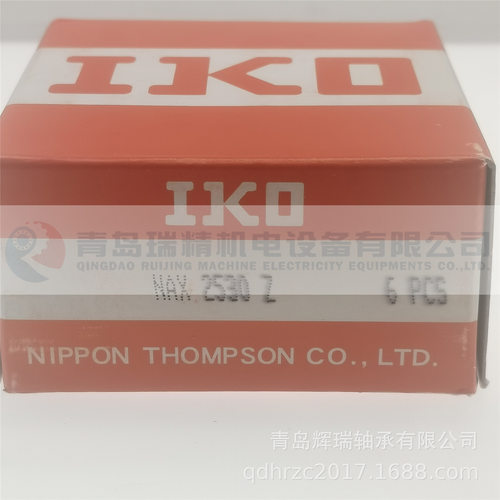 IKO
IKO
青岛瑞精机电设备有限公司
QINGDAO RUIJING MACHINE ELECTRICITY EQUIPMENTS CO.,LTD.
NAX 2530 Z 6 PCS
NIPPON THOMPSON CO., LTD.
青岛辉瑞轴承有限公司
qdhrzc2017.1688.com